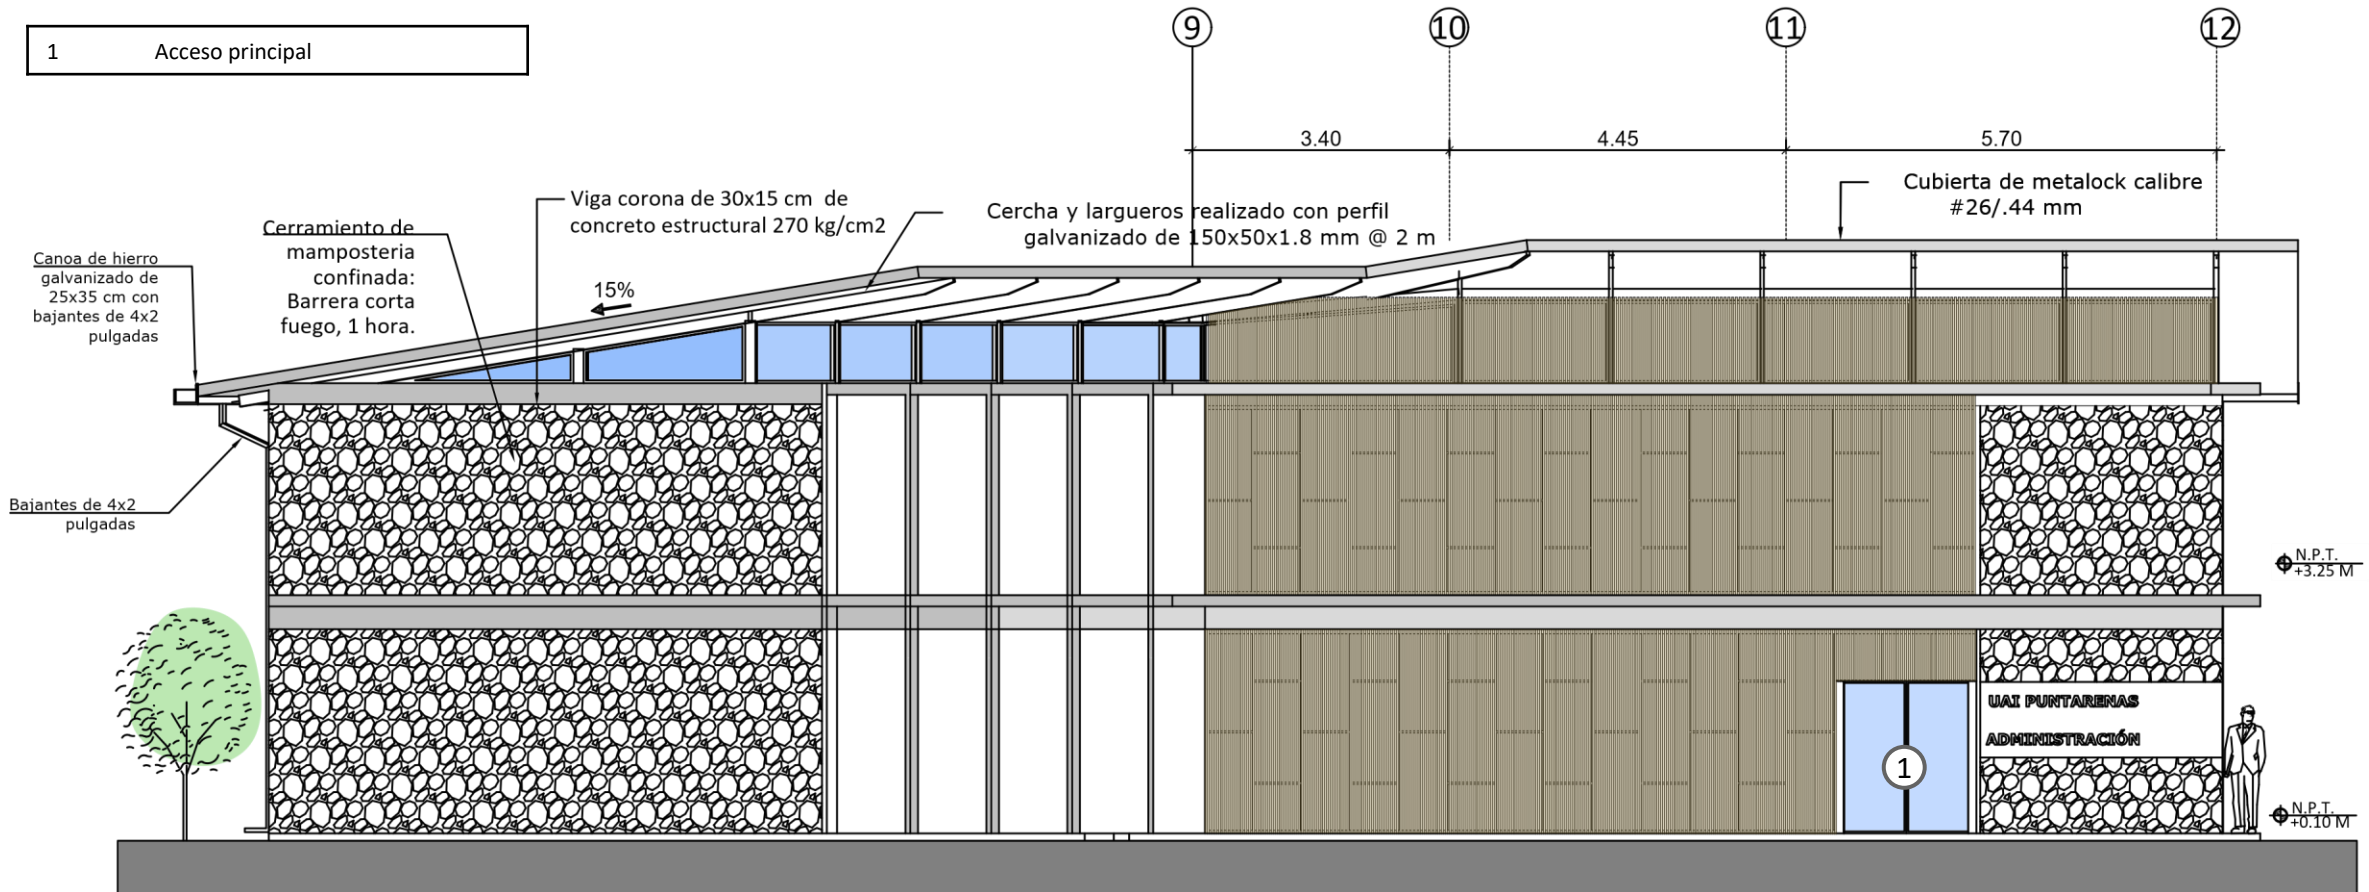 1 Acceso principal
9 10 11 12
3.40 4.45 5.70
Cubierta de metalock calibre
#26/.44 mm
Viga corona de 30x15 cm de
concreto estructural 270 kg/cm2
Cercha y largueros realizado con perfil
galvanizado de 150x50x1.8 mm @ 2 m
Cerramiento de
mamposteria
confinada:
Barrera corta
fuego, 1 hora.
Canoa de hierro
galvanizado de
25x35 cm con
bajantes de 4x2
pulgadas
15%
Bajantes de 4x2
pulgadas
N.P.T.
+3.25 M
UAI PUNTARENAS
ADMINISTRACIÓN
1
N.P.T.
+0.10 M